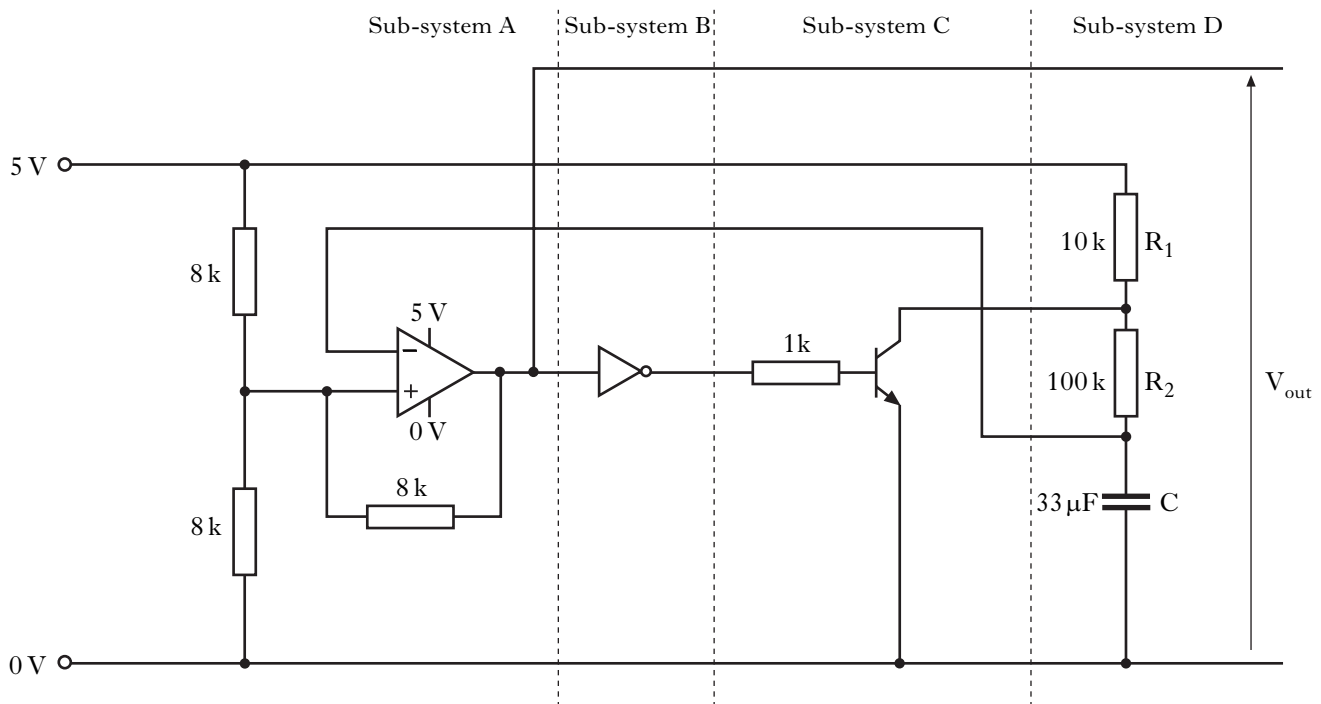 Sub-system A
Sub-system B
Sub-system C
Sub-system D
5 V
10 k R1
8 k
5 V
1k
−
+
100 k R2
Vout
0 V
8 k
8 k
33 µF C
0 V